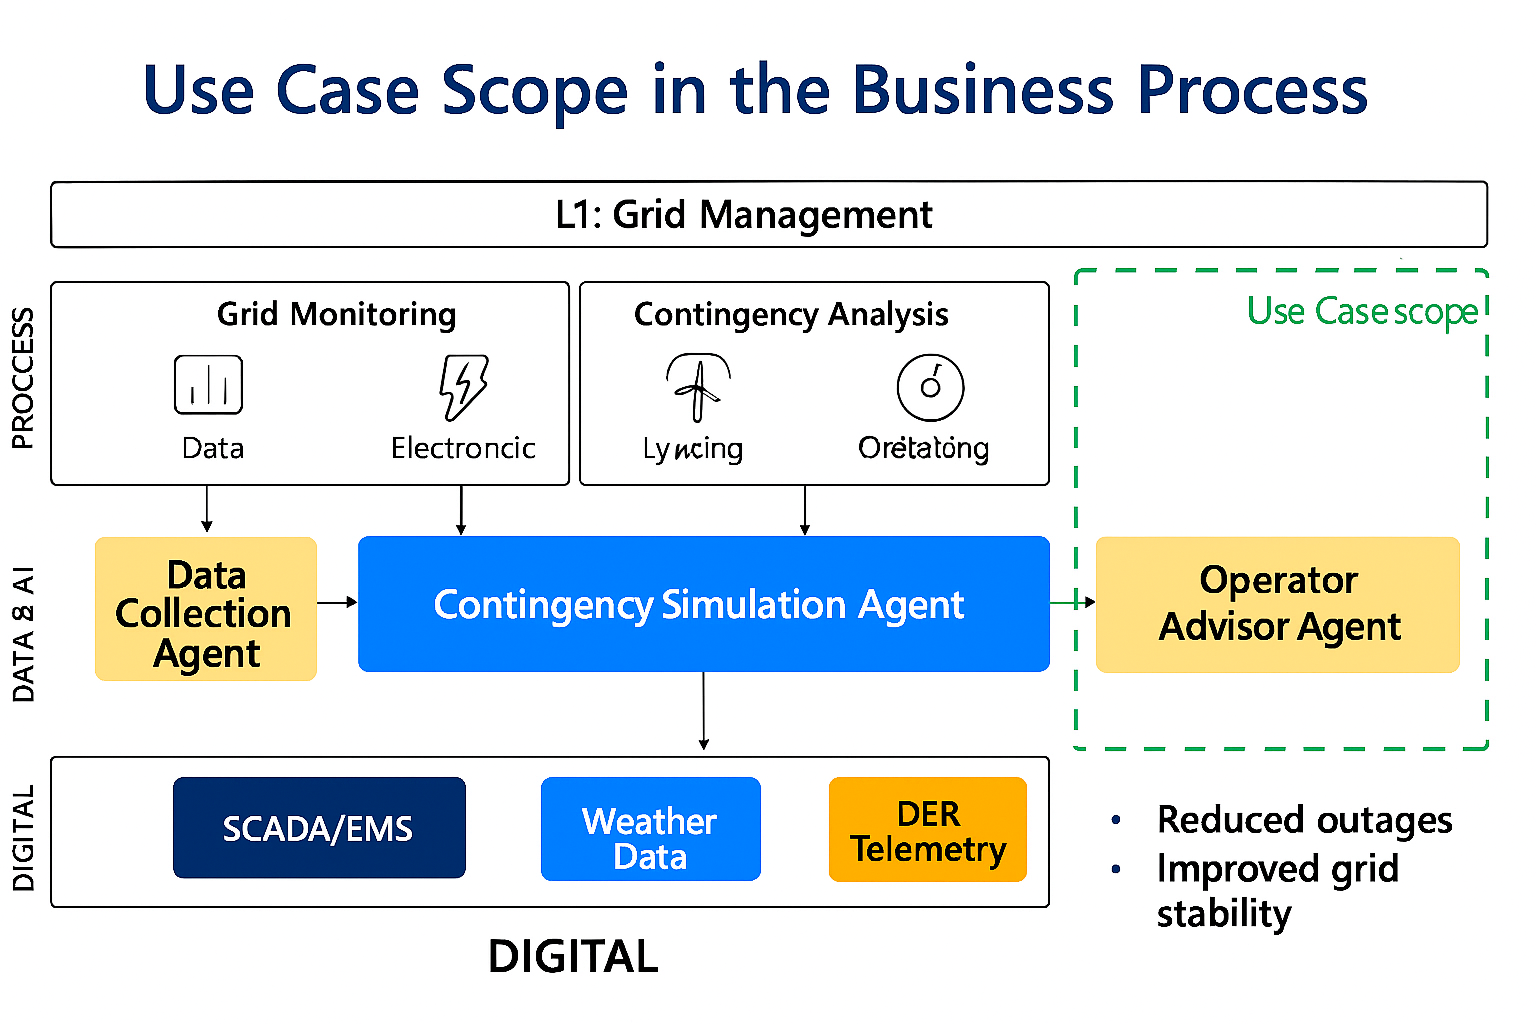 Use Case Scope in the Business Process
L1: Grid Management
PROCCESS
Grid Monitoring
Data
Electroncic
Contingency Analysis
Lyncing
Use Case scope
DATA & AI
Data
Collection
Agent
Contingency Simulation Agent
Operator
Advisor Agent
DIGITAL
SCADA/EMS
Weather
Data
DER
Telemetry
• Reduced outages
• Improved grid
stability
DIGITAL